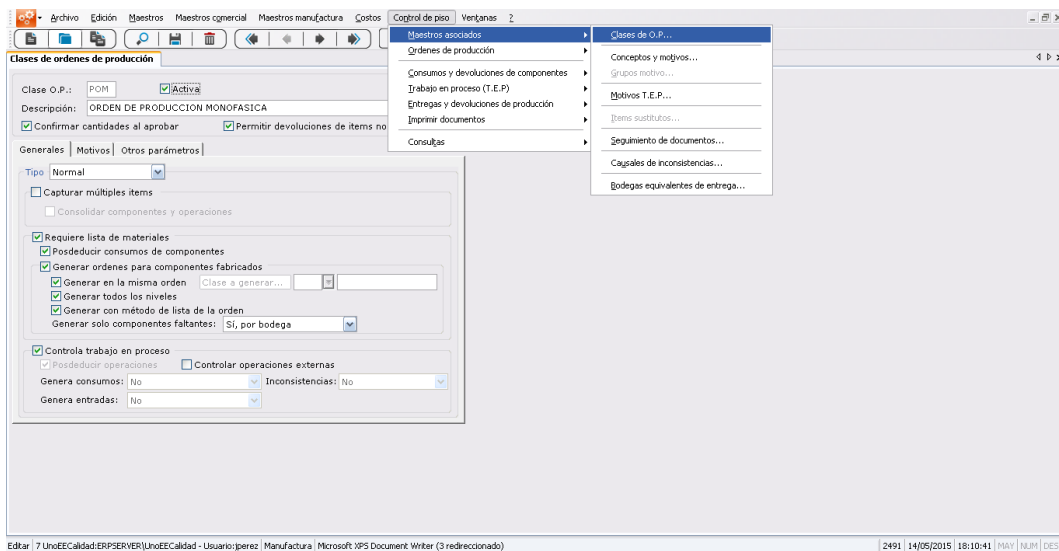 Archivo Edición Maestros Maestros comercial Maestros manufactura Costos Control de piso Ventanas ?
Maestros asociados
Ordenes de producción
Consumos y devoluciones de componentes
Trabajo en proceso (T.E.P)
Entregas y devoluciones de producción
Imprimir documentos
Consultas
Clases de O.P...
Conceptos y motivos...
Grupos motivo...
Motivos T.E.P...
Items sustitutos...
Seguimiento de documentos...
Causales de inconsistencias...
Bodegas equivalentes de entrega...
Clases de ordenes de producción
Clase O.P.: POM Activa
Descripción: ORDEN DE PRODUCCION MONOFASICA
Confirmar cantidades al aprobar Permitir devoluciones de items no
Generales Motivos Otros parámetros
Tipo Normal
Capturar múltiples items
Consolidar componentes y operaciones
Requiere lista de materiales
Posdeducir consumos de componentes
Generar ordenes para componentes fabricados
Generar en la misma orden Clase a generar...
Generar todos los niveles
Generar con método de lista de la orden
Generar solo componentes faltantes: Sí, por bodega
Controla trabajo en proceso
Posdeducir operaciones Controlar operaciones externas
Genera consumos: No Inconsistencias: No
Genera entradas: No
Editar 7 UnoEECalidad:ERPSERVER\UnoEECalidad - Usuario:jperez Manufactura Microsoft XPS Document Writer (3 redireccionado) 2491 14/05/2015 18:10:41 MAY NUM DES